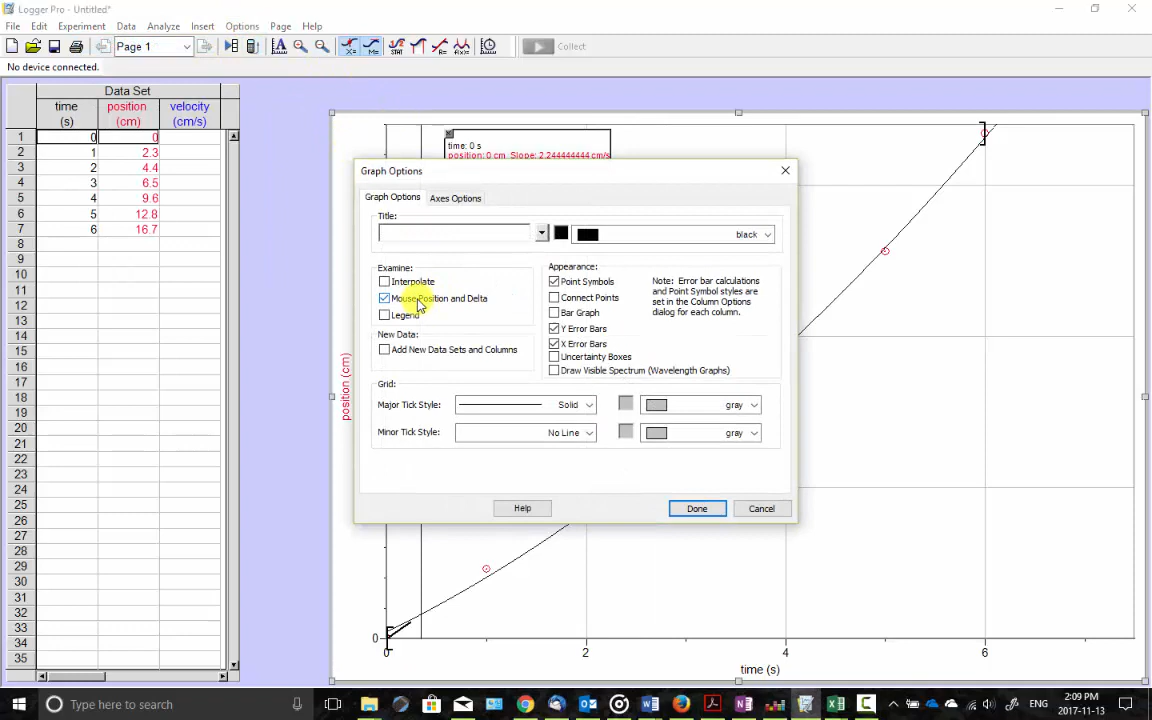 Logger Pro - Untitled*
File Edit Experiment Data Analyze Insert Options Page Help
Page 1
Collect
No device connected.
Data Set
time (s)
position (cm)
velocity (cm/s)
1 0 0
2 1 2.3
3 2 4.4
4 3 6.5
5 4 9.6
6 5 12.8
7 6 16.7
8
9
10
11
12
13
14
15
16
17
18
19
20
21
22
23
24
25
26
27
28
29
30
31
32
33
34
35
time: 0 s
position: 0 cm Slope: 2.244444444 cm/s
Graph Options
Graph Options Axes Options
Title:
black
Examine:
Interpolate
Mouse Position and Delta
Legend
New Data:
Add New Data Sets and Columns
Appearance:
Point Symbols
Connect Points
Bar Graph
Y Error Bars
X Error Bars
Uncertainty Boxes
Draw Visible Spectrum (Wavelength Graphs)
Note: Error bar calculations
and Point Symbol styles are
set in the Column Options
dialog for each column.
Grid:
Major Tick Style: Solid gray
Minor Tick Style: No Line gray
Help Done Cancel
position (cm)
0
0 2 4 6
time (s)
Type here to search
ENG
2:09 PM
2017-11-13